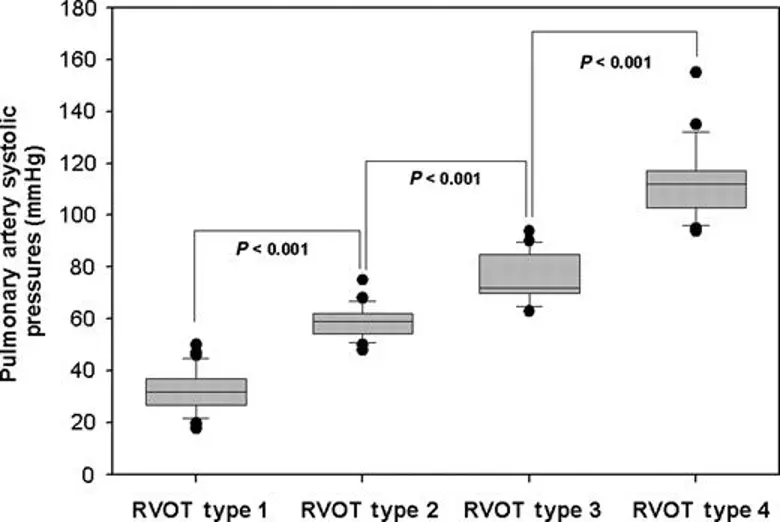 180
160
140
120
100
80
60
40
20
0
Pulmonary artery systolic
pressures (mmHg)
P < 0.001
P < 0.001
P < 0.001
RVOT type 1
RVOT type 2
RVOT type 3
RVOT type 4